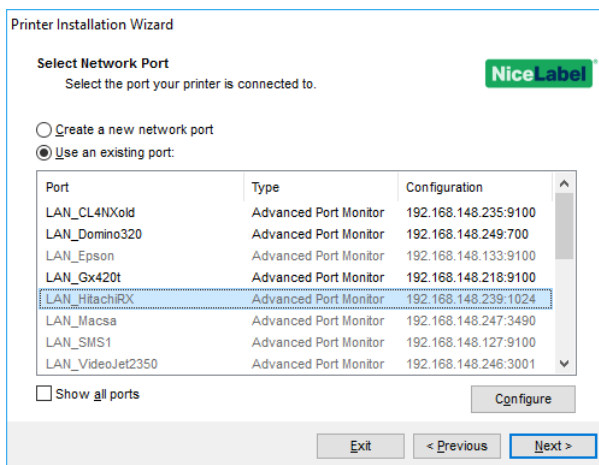 Printer Installation Wizard
Select Network Port
Select the port your printer is connected to.
NiceLabel
Create a new network port
Use an existing port:
Port Type Configuration
LAN_CL4NXold Advanced Port Monitor 192.168.148.235:9100
LAN_Domino320 Advanced Port Monitor 192.168.148.249:700
LAN_Epson Advanced Port Monitor 192.168.148.133:9100
LAN_Gx420t Advanced Port Monitor 192.168.148.218:9100
LAN_HitachiRX Advanced Port Monitor 192.168.148.239:1024
LAN_Macsa Advanced Port Monitor 192.168.148.247:3490
LAN_SMS1 Advanced Port Monitor 192.168.148.127:9100
LAN_VideoJet2350 Advanced Port Monitor 192.168.148.246:3001
Show all ports
Configure
Exit < Previous Next >